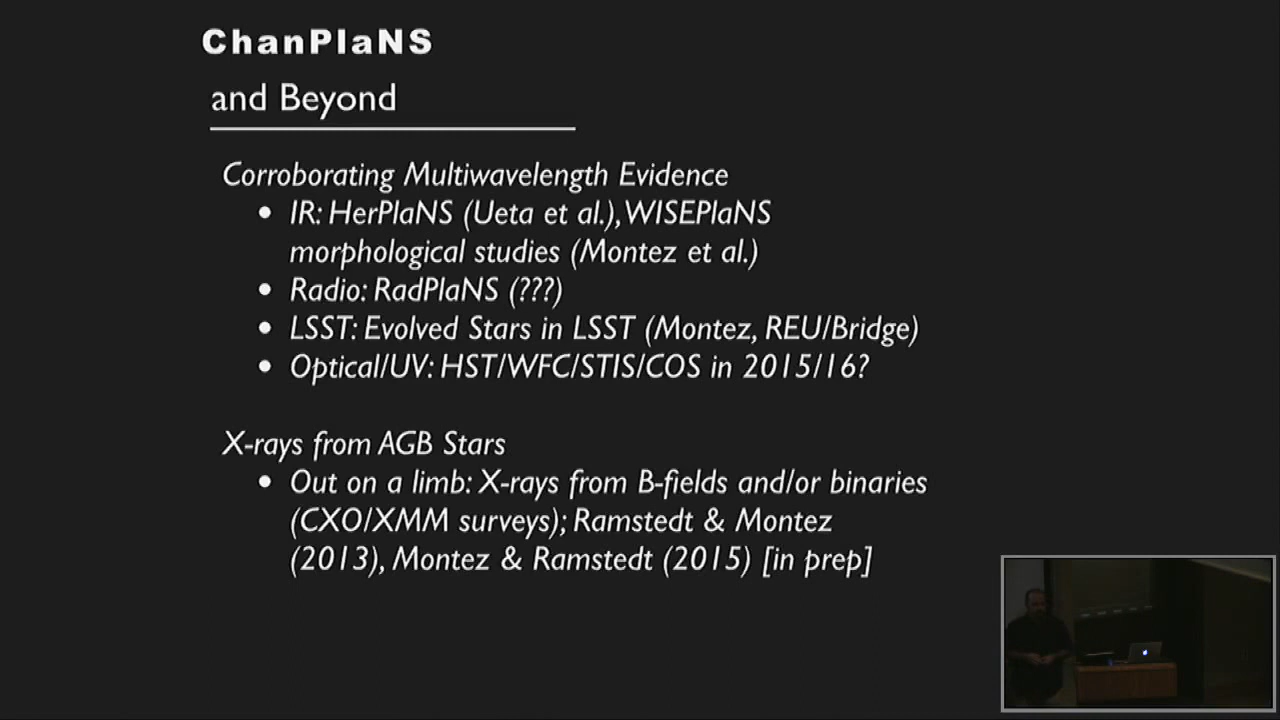 ChanPlaNS
and Beyond
Corroborating Multiwavelength Evidence
• IR: HerPlaNS (Ueta et al.), WISEPlaNS
morphological studies (Montez et al.)
• Radio: RadPlaNS (???)
• LSST: Evolved Stars in LSST (Montez, REU/Bridge)
• Optical/UV: HST/WFC/STIS/COS in 2015/16?
X-rays from AGB Stars
• Out on a limb: X-rays from B-fields and/or binaries
(CXO/XMM surveys); Ramstedt & Montez
(2013), Montez & Ramstedt (2015) [in prep]